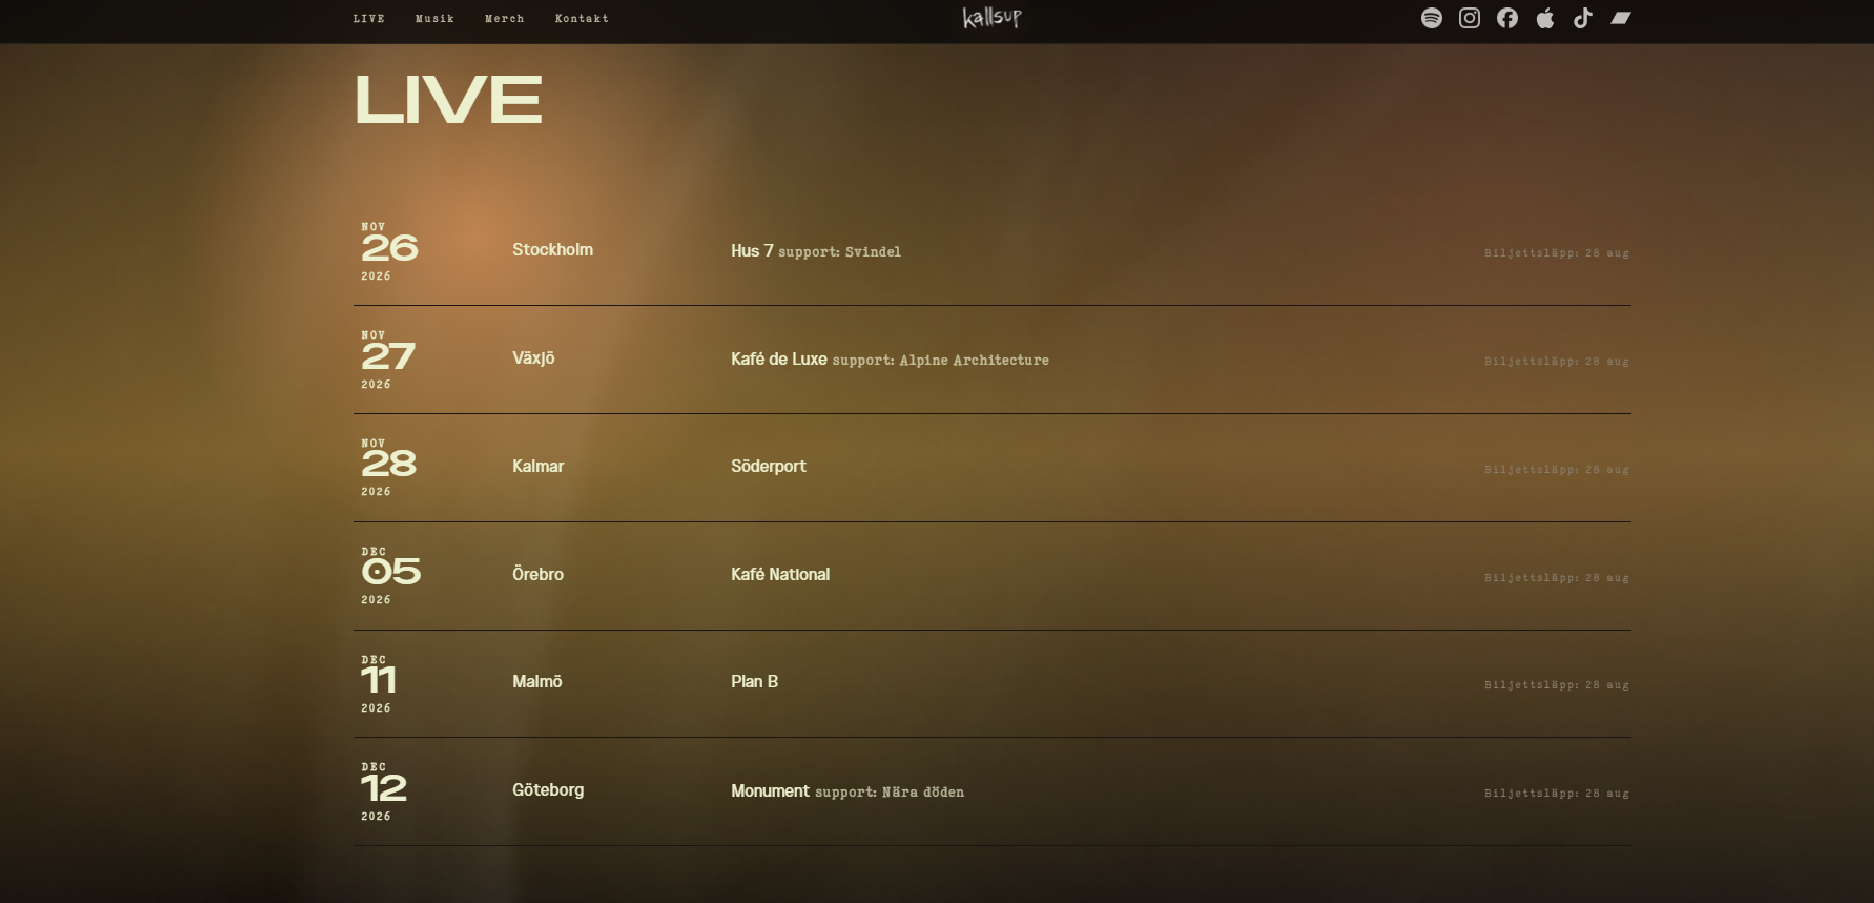 LIVE Musik Merch Kontakt kallsup
LIVE
NOV
26
2026
Stockholm
Hus 7 support: Svindel
Biljettsläpp: 28 aug
NOV
27
2026
Växjö
Kafé de Luxe support: Alpine Architecture
Biljettsläpp: 28 aug
NOV
28
2026
Kalmar
Söderport
Biljettsläpp: 28 aug
DEC
05
2026
Örebro
Kafé National
Biljettsläpp: 28 aug
DEC
11
2026
Malmö
Plan B
Biljettsläpp: 28 aug
DEC
12
2026
Göteborg
Monument support: Nära döden
Biljettsläpp: 28 aug